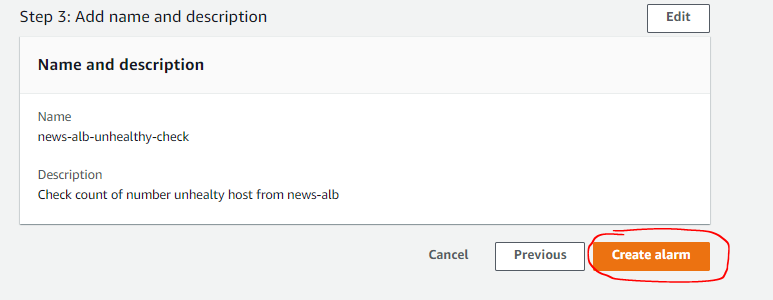 Step 3: Add name and description
Edit
Name and description
Name
news-alb-unhealthy-check
Description
Check count of number unhealty host from news-alb
Cancel
Previous
Create alarm